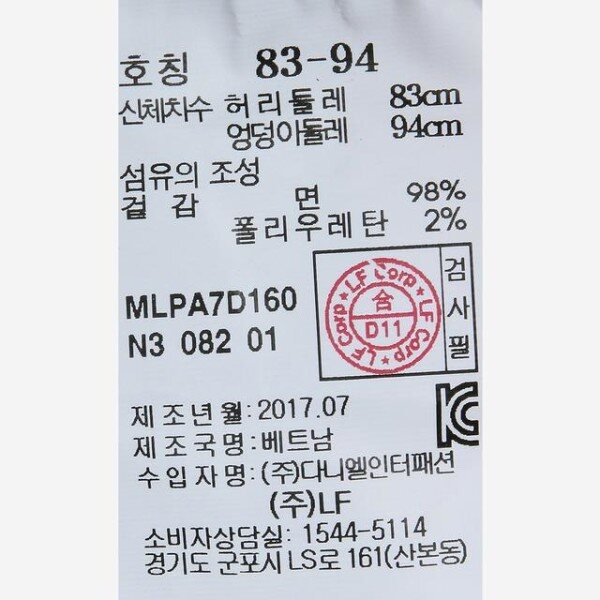 호칭 83-94
신체치수 허리둘레 83cm
엉덩이둘레 94cm
섬유의 조성
겉감 면 98%
폴리우레탄 2%
MLPA7D160
N3 082 01
LF Corp ★ LF Corp ★ LF Corp ★
合
D11
검사필
제조년월: 2017.07
제조국명: 베트남
수입자명: (주)다니엘인터패션
(주)LF
소비자상담실: 1544-5114
경기도 군포시 LS로 161(산본동)